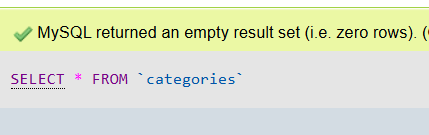 MySQL returned an empty result set (i.e. zero rows). (
SELECT * FROM `categories`